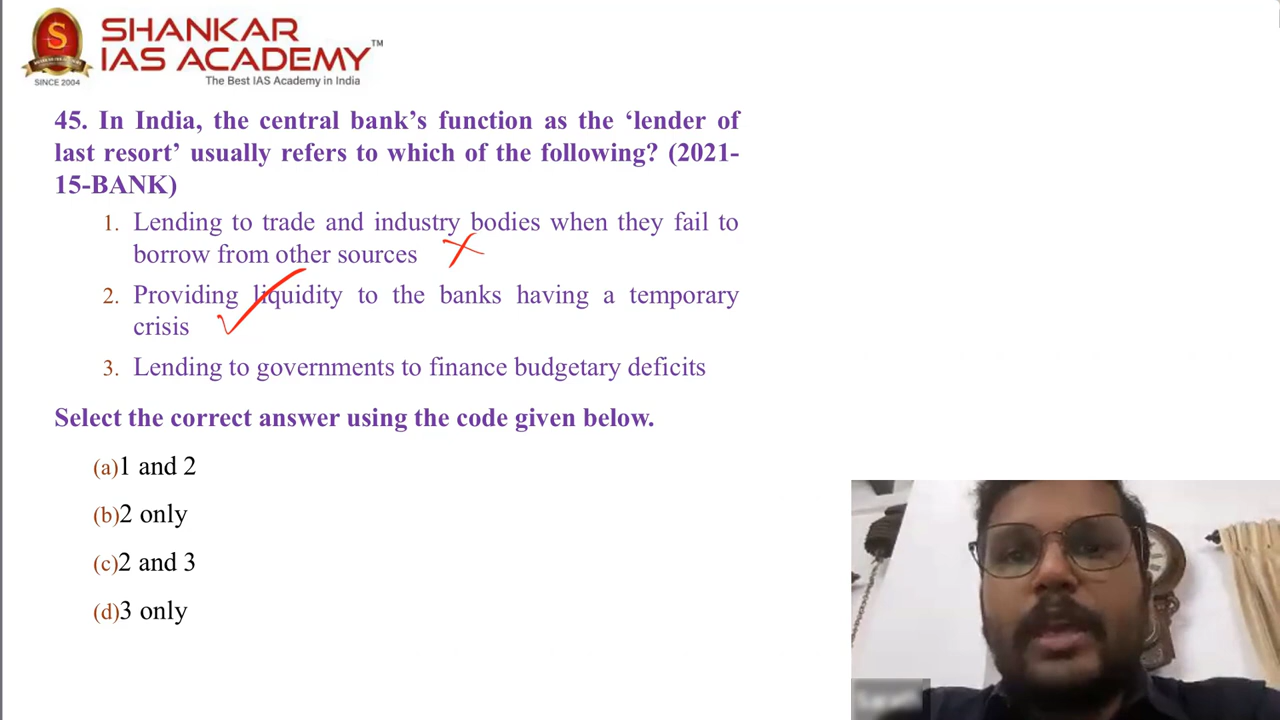 SHANKAR
IAS ACADEMY™
The Best IAS Academy in India
S
SINCE 2004
45. In India, the central bank’s function as the ‘lender of
last resort’ usually refers to which of the following? (2021-
15-BANK)
1. Lending to trade and industry bodies when they fail to
borrow from other sources
2. Providing liquidity to the banks having a temporary
crisis
3. Lending to governments to finance budgetary deficits
Select the correct answer using the code given below.
(a)1 and 2
(b)2 only
(c)2 and 3
(d)3 only